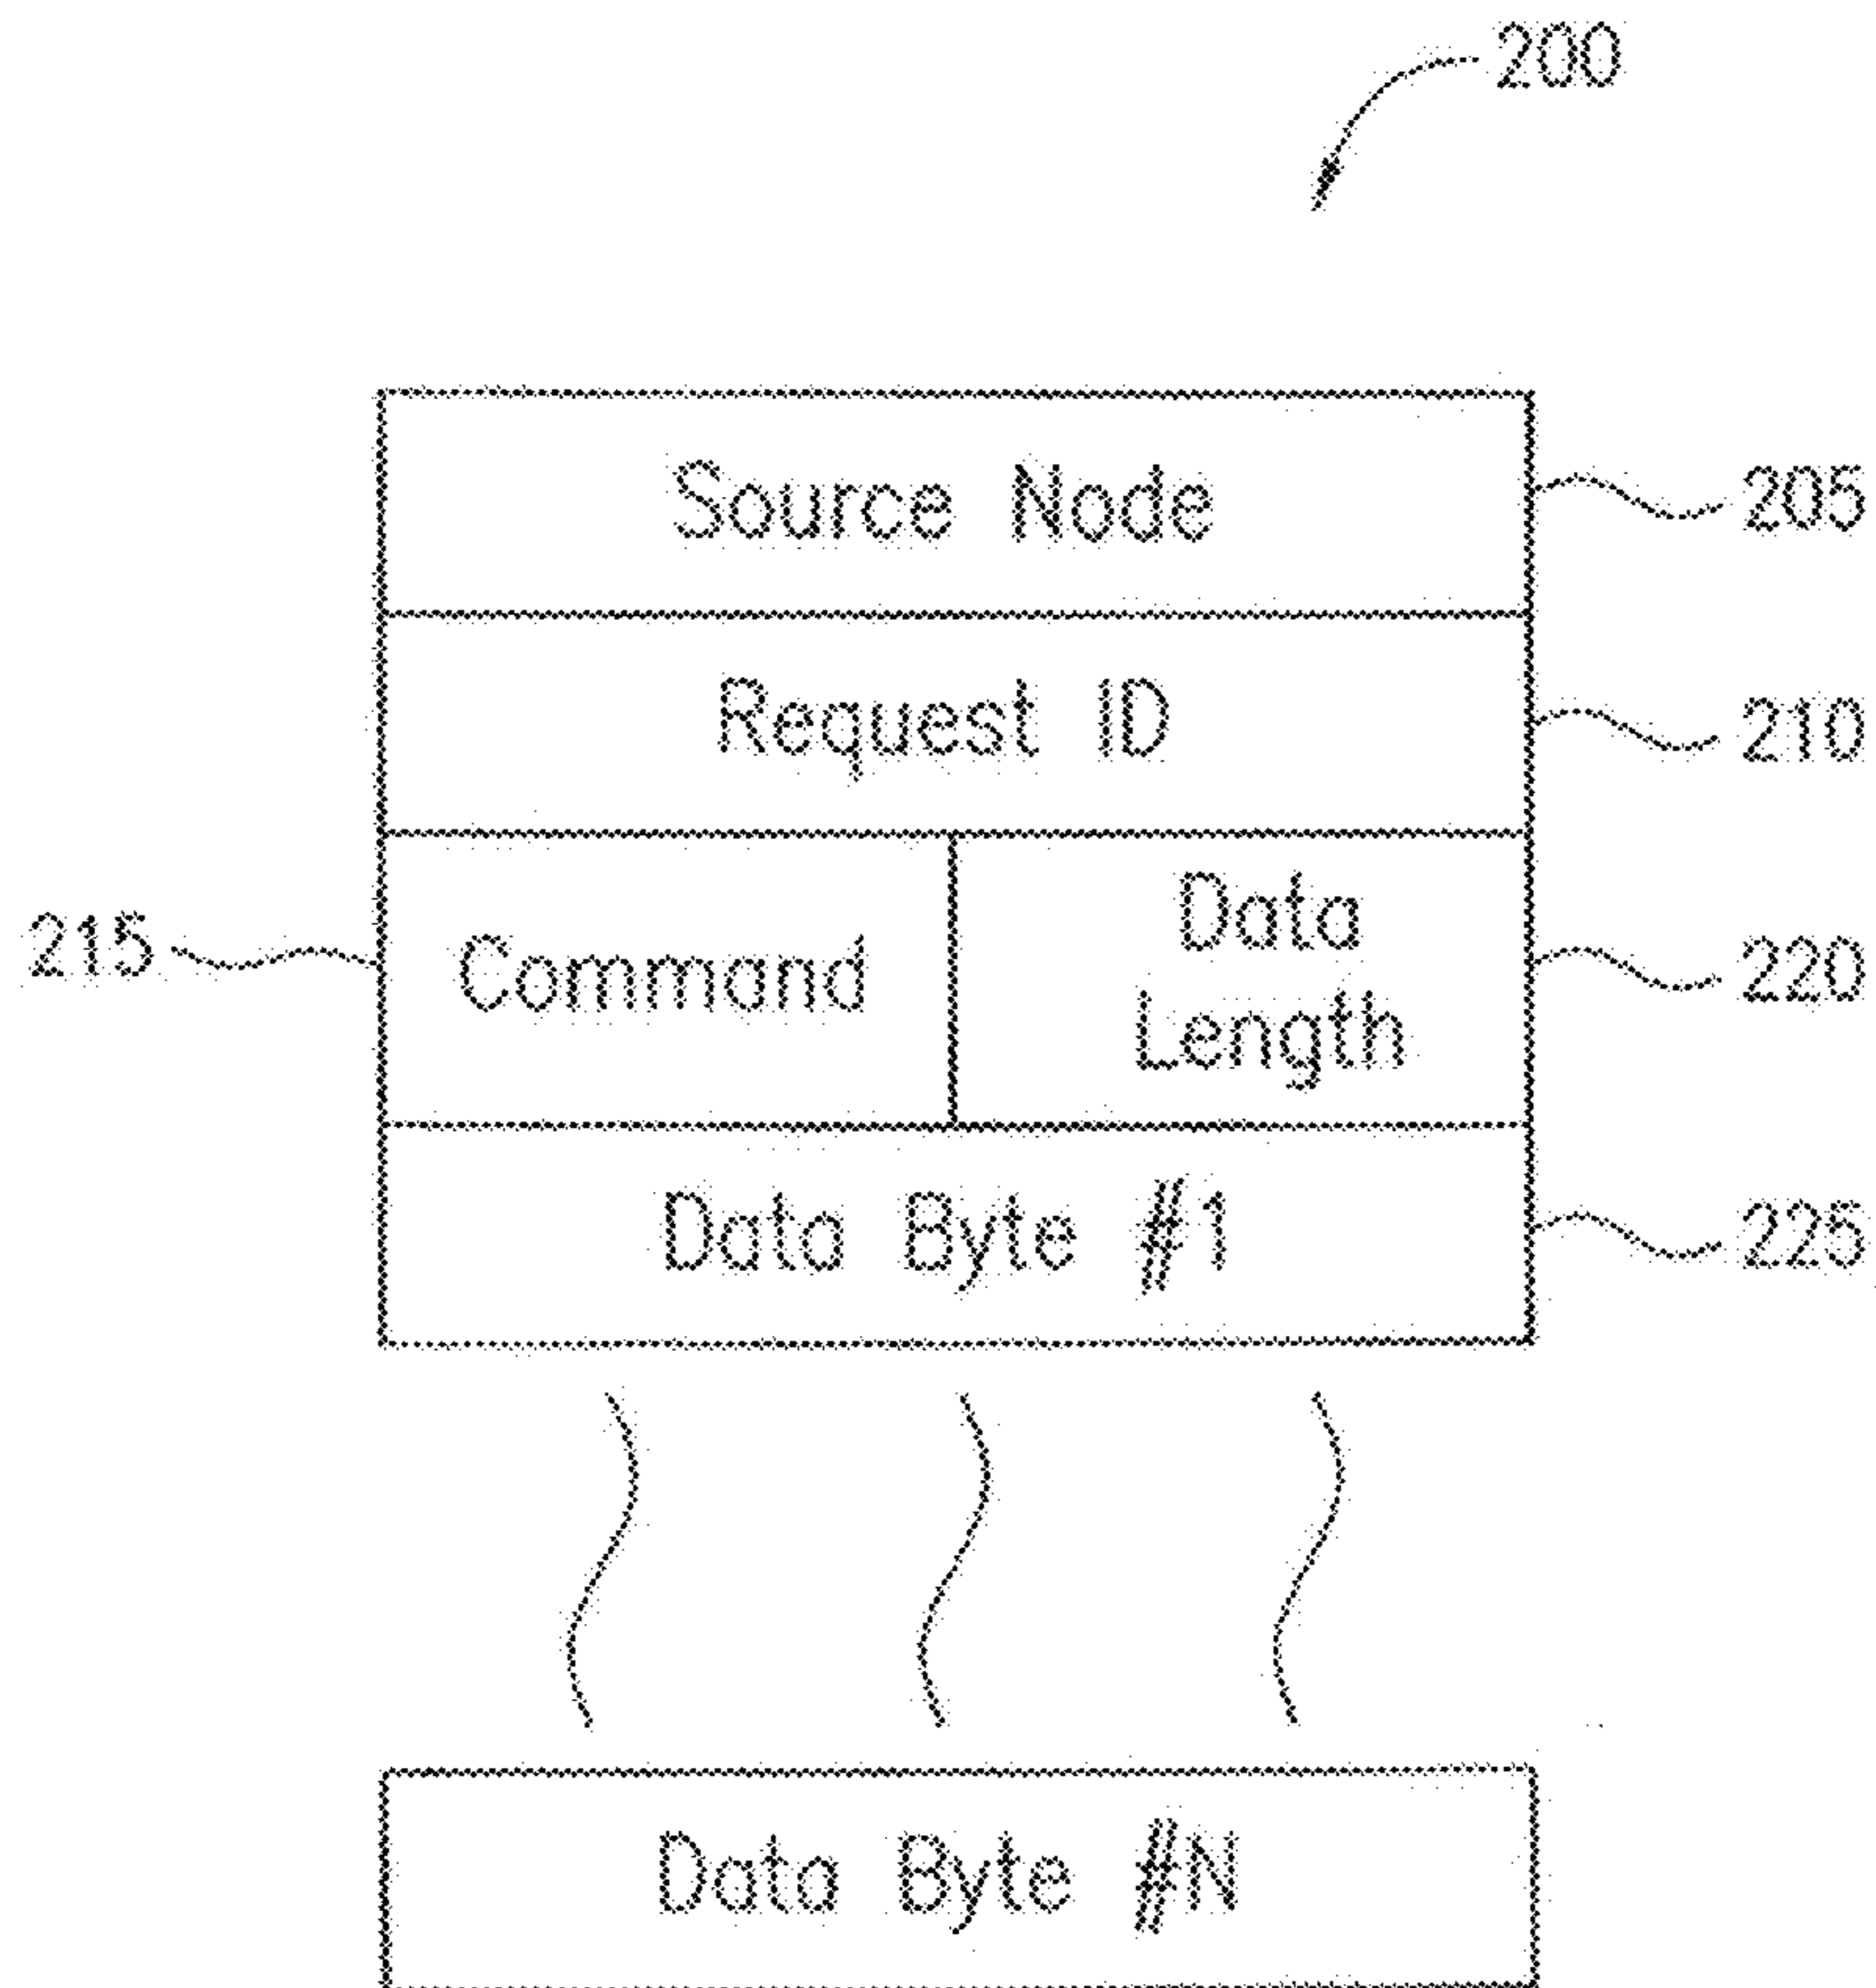 200
Source Node
205
Request ID
210
215
Command
Data
Length
220
Data Byte #1
225
Data Byte #N